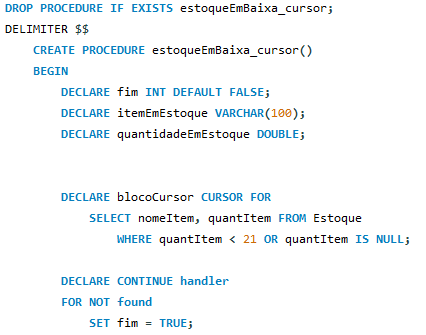 DROP PROCEDURE IF EXISTS estoqueEmBaixa_cursor;
DELIMITER $$
CREATE PROCEDURE estoqueEmBaixa_cursor()
BEGIN
DECLARE fim INT DEFAULT FALSE;
DECLARE itemEmEstoque VARCHAR(100);
DECLARE quantidadeEmEstoque DOUBLE;
DECLARE blocoCursor CURSOR FOR
SELECT nomeItem, quantItem FROM Estoque
WHERE quantItem < 21 OR quantItem IS NULL;
DECLARE CONTINUE handler
FOR NOT found
SET fim = TRUE;